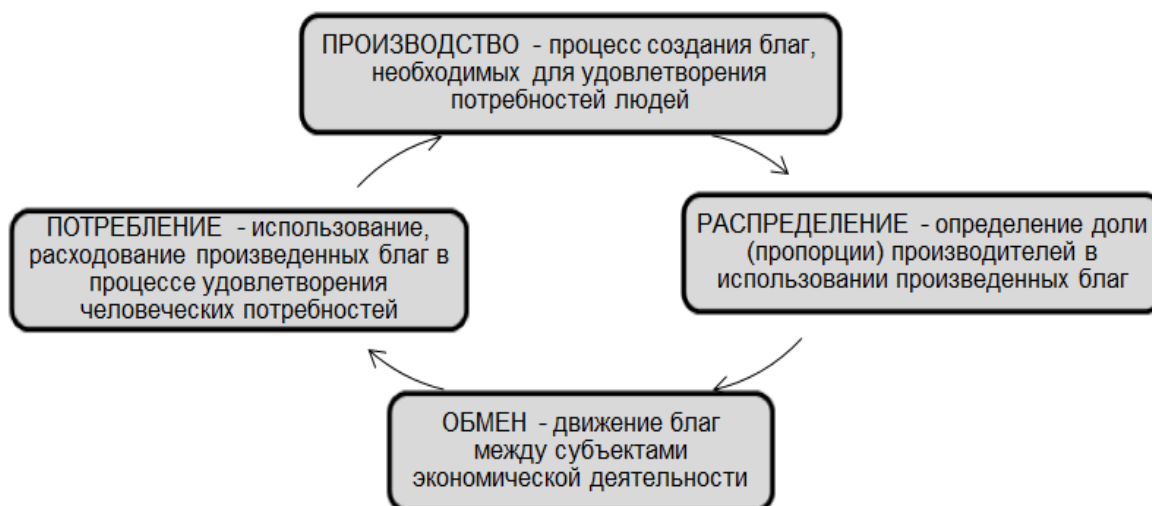 ПРОИЗВОДСТВО - процесс создания благ,
необходимых для удовлетворения
потребностей людей
ПОТРЕБЛЕНИЕ - использование,
расходование произведенных благ в
процессе удовлетворения
человеческих потребностей
РАСПРЕДЕЛЕНИЕ - определение доли
(пропорции) производителей в
использовании произведенных благ
ОБМЕН - движение благ
между субъектами
экономической деятельности